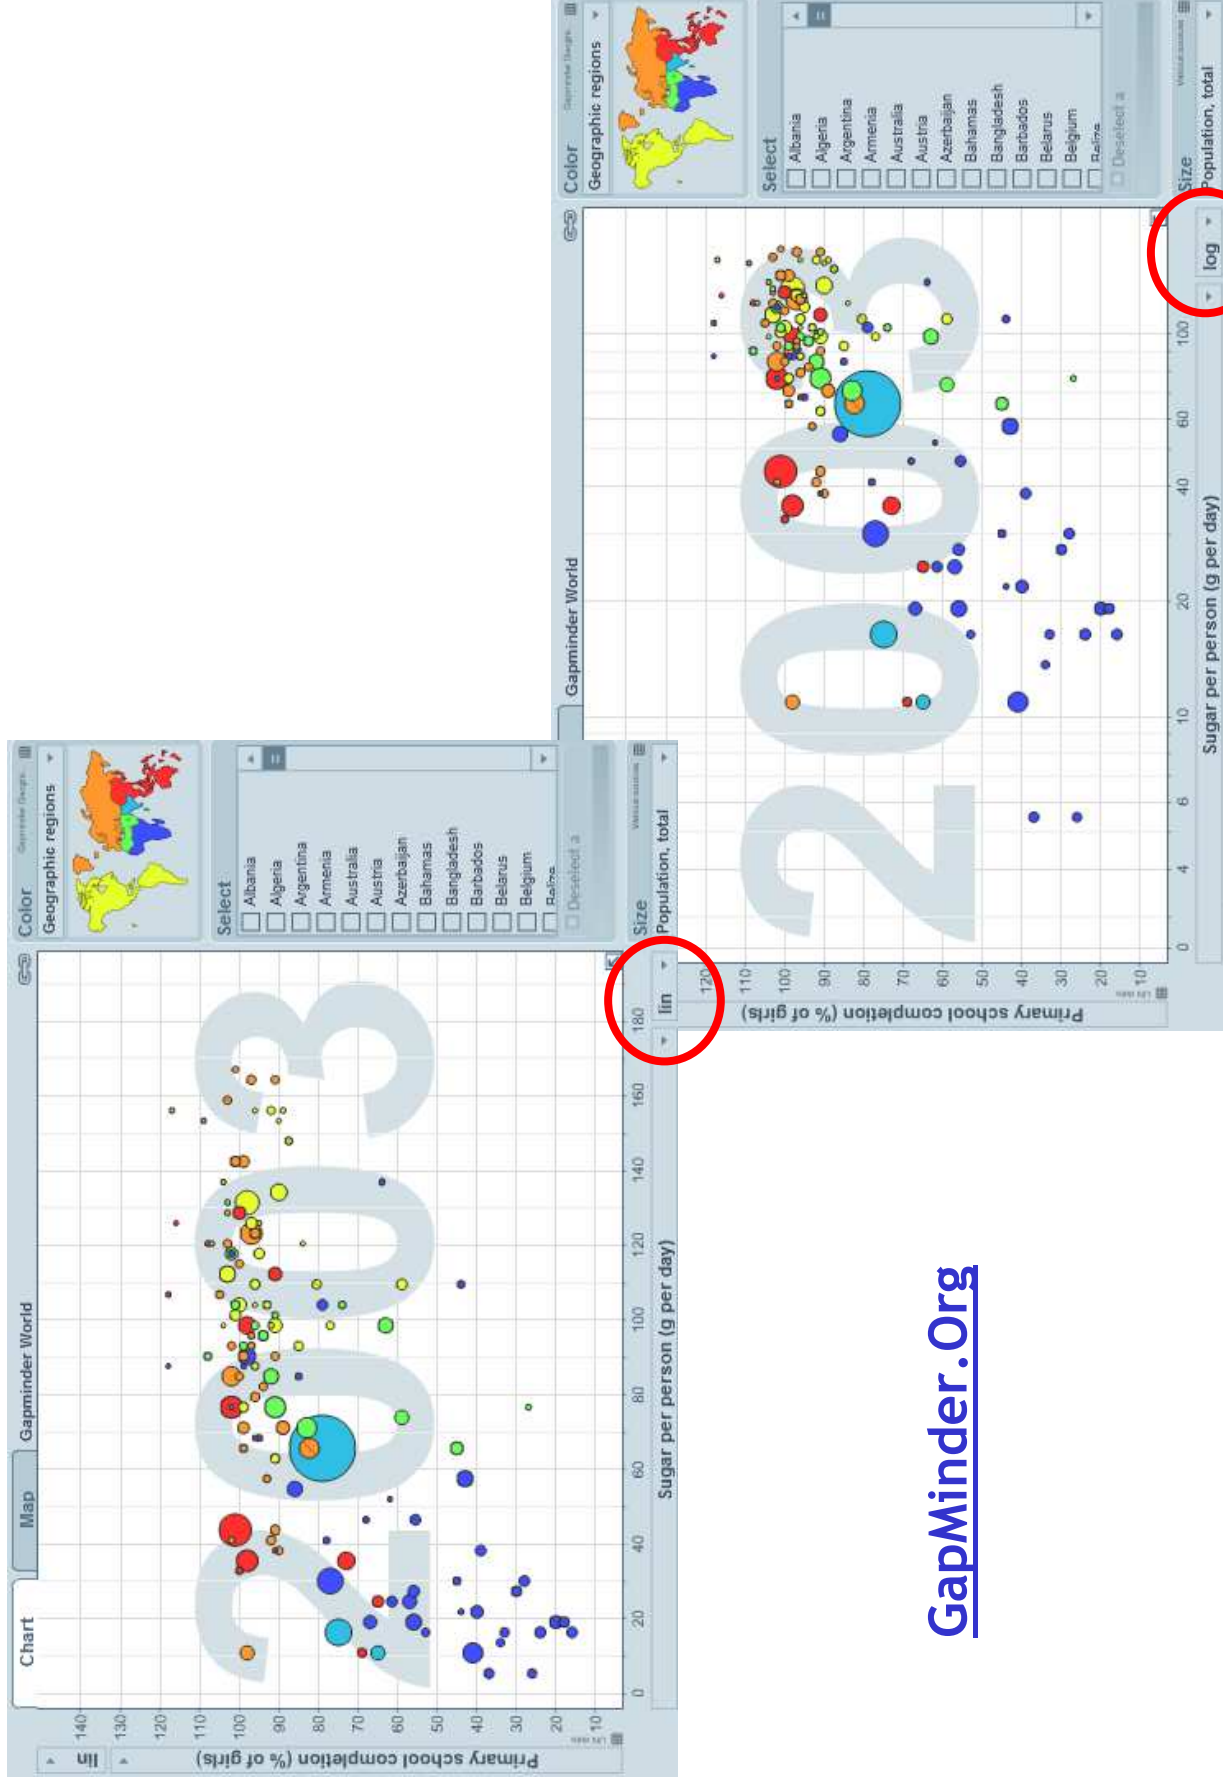 Chart
Map
Gapminder World
Color
Geographic regions
Select
Albania
Algeria
Argentina
Armenia
Australia
Austria
Azerbaijan
Bahamas
Bangladesh
Barbados
Belarus
Belgium
Deselect a
Size
Population, total
lin
Primary school completion (% of girls)
140
130
120
110
100
90
80
70
60
50
40
30
20
10
2003
0
20
40
60
80
100
120
140
160
180
Sugar per person (g per day)
lin
Gapminder World
Color
Geographic regions
Select
Albania
Algeria
Argentina
Armenia
Australia
Austria
Azerbaijan
Bahamas
Bangladesh
Barbados
Belarus
Belgium
Deselect a
Size
Population, total
Primary school completion (% of girls)
120
110
100
90
80
70
60
50
40
30
20
10
2003
0
4
6
10
20
40
60
100
Sugar per person (g per day)
log
GapMinder.Org